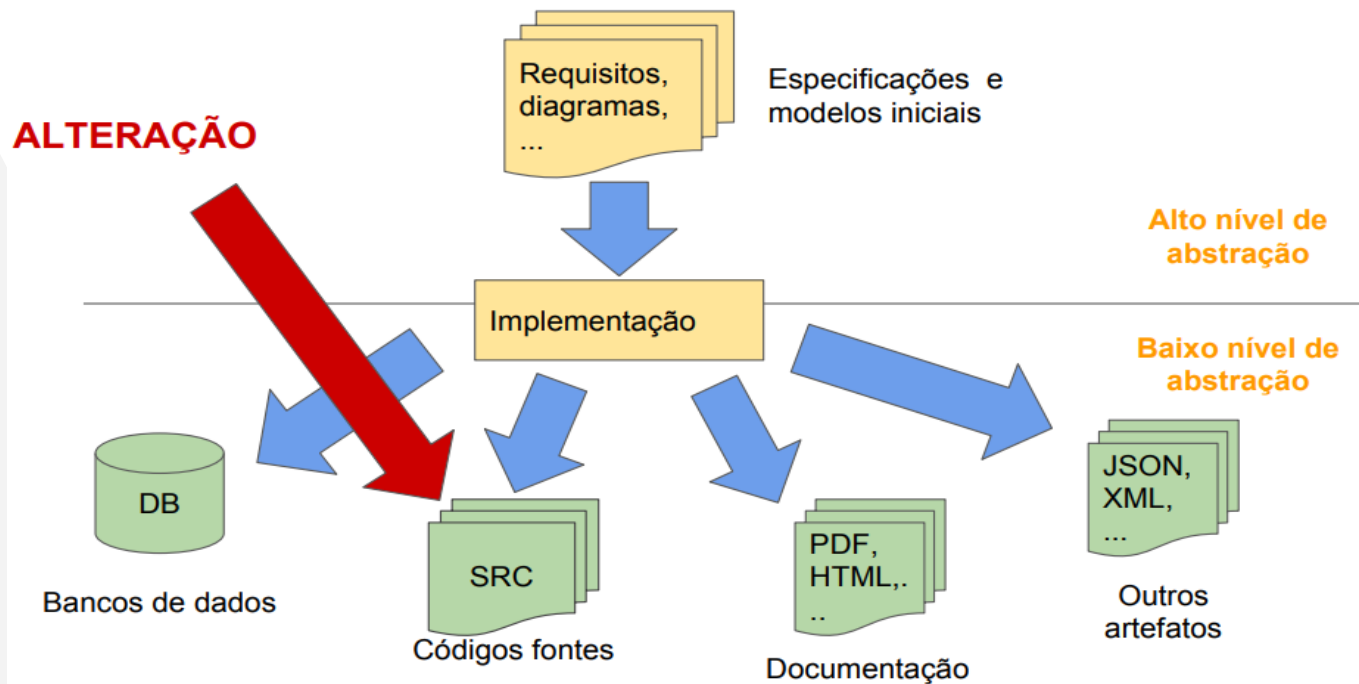 Requisitos,
diagramas,
...
Especificações e
modelos iniciais
ALTERAÇÃO
Alto nível de
abstração
Implementação
Baixo nível de
abstração
DB
Bancos de dados
SRC
Códigos fontes
PDF,
HTML,.
..
Documentação
JSON,
XML,
...
Outros
artefatos